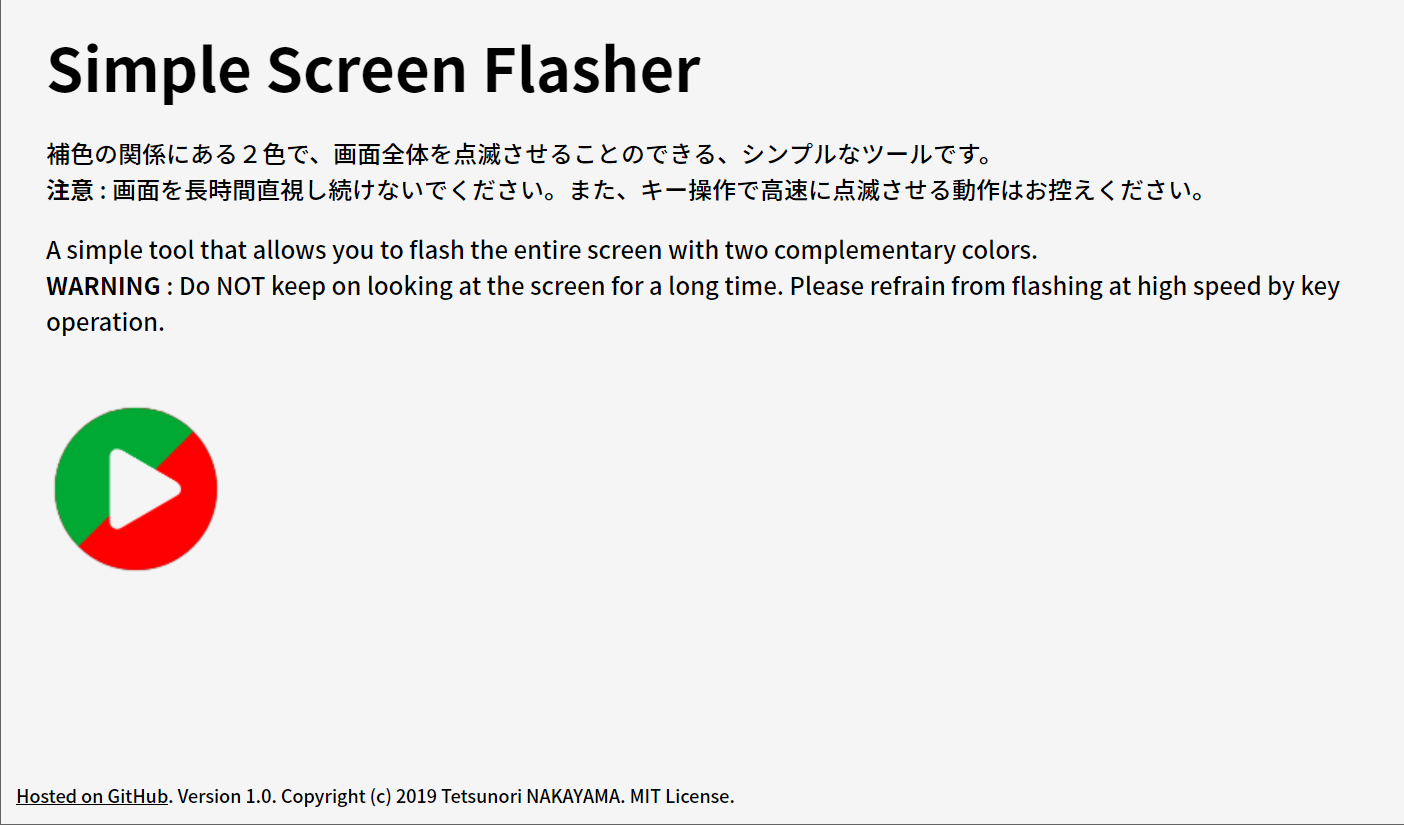 Simple Screen Flasher
補色の関係にある２色で、画面全体を点滅させることのできる、シンプルなツールです。
注意 : 画面を長時間直視し続けないでください。また、キー操作で高速に点滅させる動作はお控えください。
A simple tool that allows you to flash the entire screen with two complementary colors.
WARNING : Do NOT keep on looking at the screen for a long time. Please refrain from flashing at high speed by key
operation.
Hosted on GitHub. Version 1.0. Copyright (c) 2019 Tetsunori NAKAYAMA. MIT License.